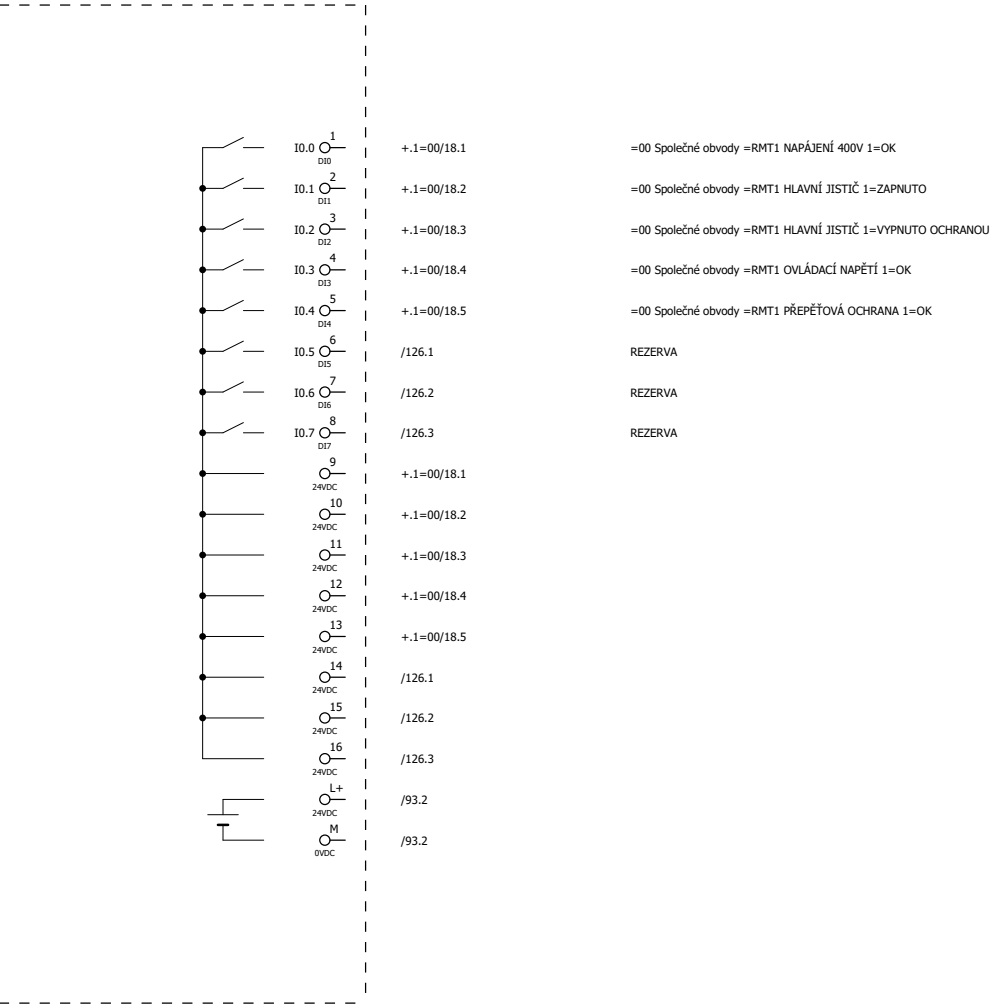 1
I0.0 +.1=00/18.1 =00 Společné obvody =RMT1 NAPÁJENÍ 400V 1=OK
DI0
2
I0.1 +.1=00/18.2 =00 Společné obvody =RMT1 HLAVNÍ JISTIČ 1=ZAPNUTO
DI1
3
I0.2 +.1=00/18.3 =00 Společné obvody =RMT1 HLAVNÍ JISTIČ 1=VYPNUTO OCHRANOU
DI2
4
I0.3 +.1=00/18.4 =00 Společné obvody =RMT1 OVLÁDACÍ NAPĚTÍ 1=OK
DI3
5
I0.4 +.1=00/18.5 =00 Společné obvody =RMT1 PŘEPĚŤOVÁ OCHRANA 1=OK
DI4
6
I0.5 /126.1 REZERVA
DI5
7
I0.6 /126.2 REZERVA
DI6
8
I0.7 /126.3 REZERVA
DI7
9
+.1=00/18.1
24VDC
10
+.1=00/18.2
24VDC
11
+.1=00/18.3
24VDC
12
+.1=00/18.4
24VDC
13
+.1=00/18.5
24VDC
14
/126.1
24VDC
15
/126.2
24VDC
16
/126.3
24VDC
L+
/93.2
24VDC
M
/93.2
0VDC